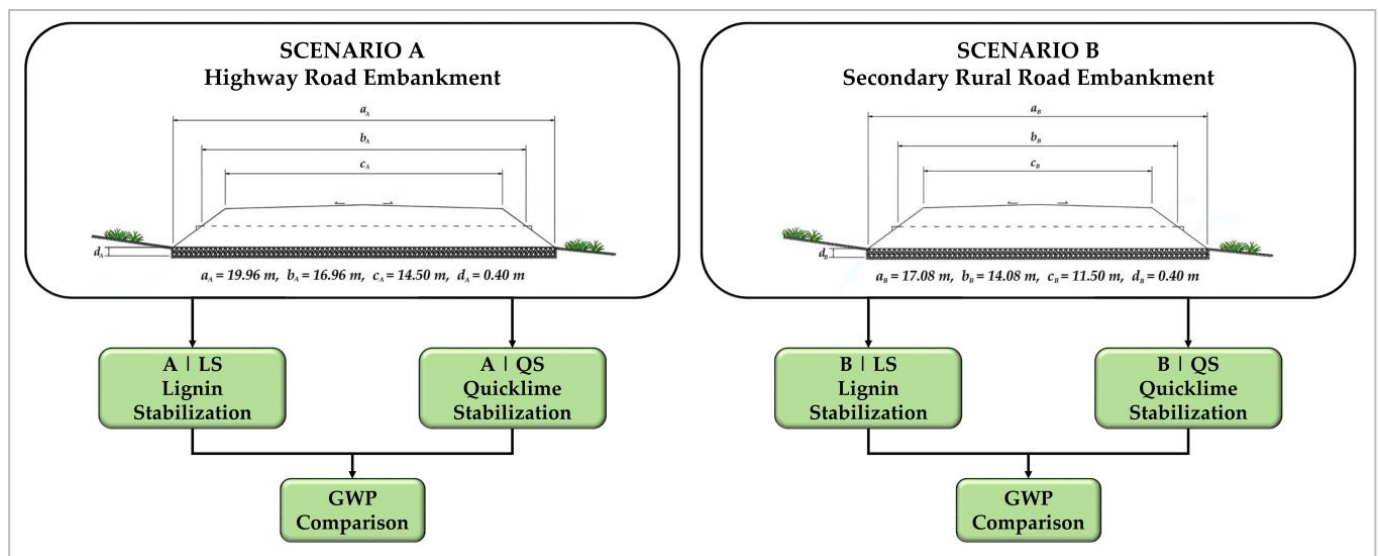 SCENARIO A
Highway Road Embankment
a_A
b_A
c_A
d_A
a_A = 19.96 m, b_A = 16.96 m, c_A = 14.50 m, d_A = 0.40 m
A | LS
Lignin
Stabilization
A | QS
Quicklime
Stabilization
GWP
Comparison
SCENARIO B
Secondary Rural Road Embankment
a_B
b_B
c_B
d_B
a_B = 17.08 m, b_B = 14.08 m, c_B = 11.50 m, d_B = 0.40 m
B | LS
Lignin
Stabilization
B | QS
Quicklime
Stabilization
GWP
Comparison